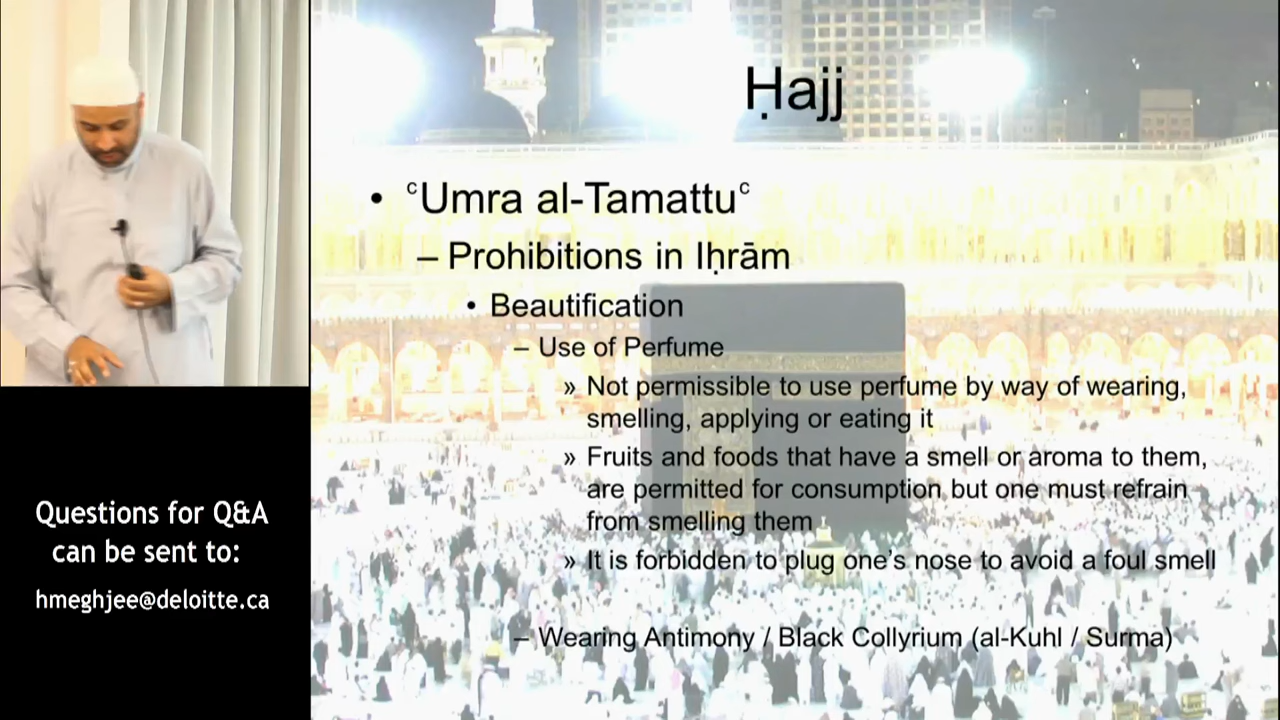 Ḥajj
• ᶜUmra al-Tamattuᶜ
– Prohibitions in Iḥrām
• Beautification
– Use of Perfume
» Not permissible to use perfume by way of wearing,
smelling, applying or eating it
» Fruits and foods that have a smell or aroma to them,
are permitted for consumption but one must refrain
from smelling them
» It is forbidden to plug one’s nose to avoid a foul smell
– Wearing Antimony / Black Collyrium (al-Kuhl / Surma)
Questions for Q&A
can be sent to:
hmeghjee@deloitte.ca